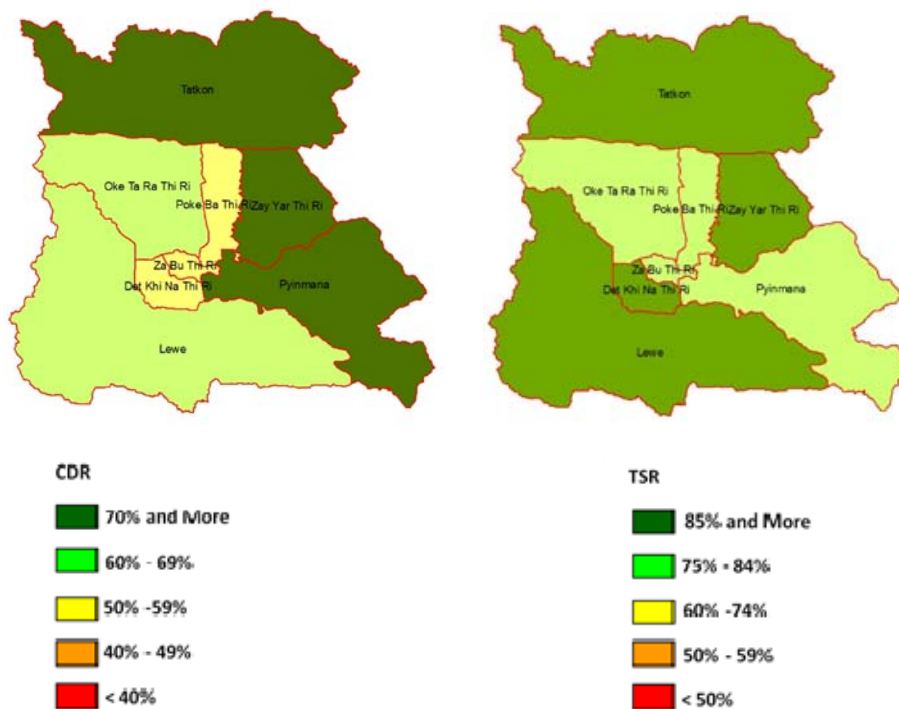 Tatkon
Oke Ta Ra Thi Ri
Poke Ba Thi Ri
Zay Yar Thi Ri
Za Bu Thi Ri
Det Khi Na Thi Ri
Pyinmana
Lewe
Tatkon
Oke Ta Ra Thi Ri
Poke Ba Thi Ri
Zay Yar Thi Ri
Za Bu Thi Ri
Det Khi Na Thi Ri
Pyinmana
Lewe
CDR
70% and More
60% - 69%
50% -59%
40% - 49%
< 40%
TSR
85% and More
75% - 84%
60% -74%
50% - 59%
< 50%